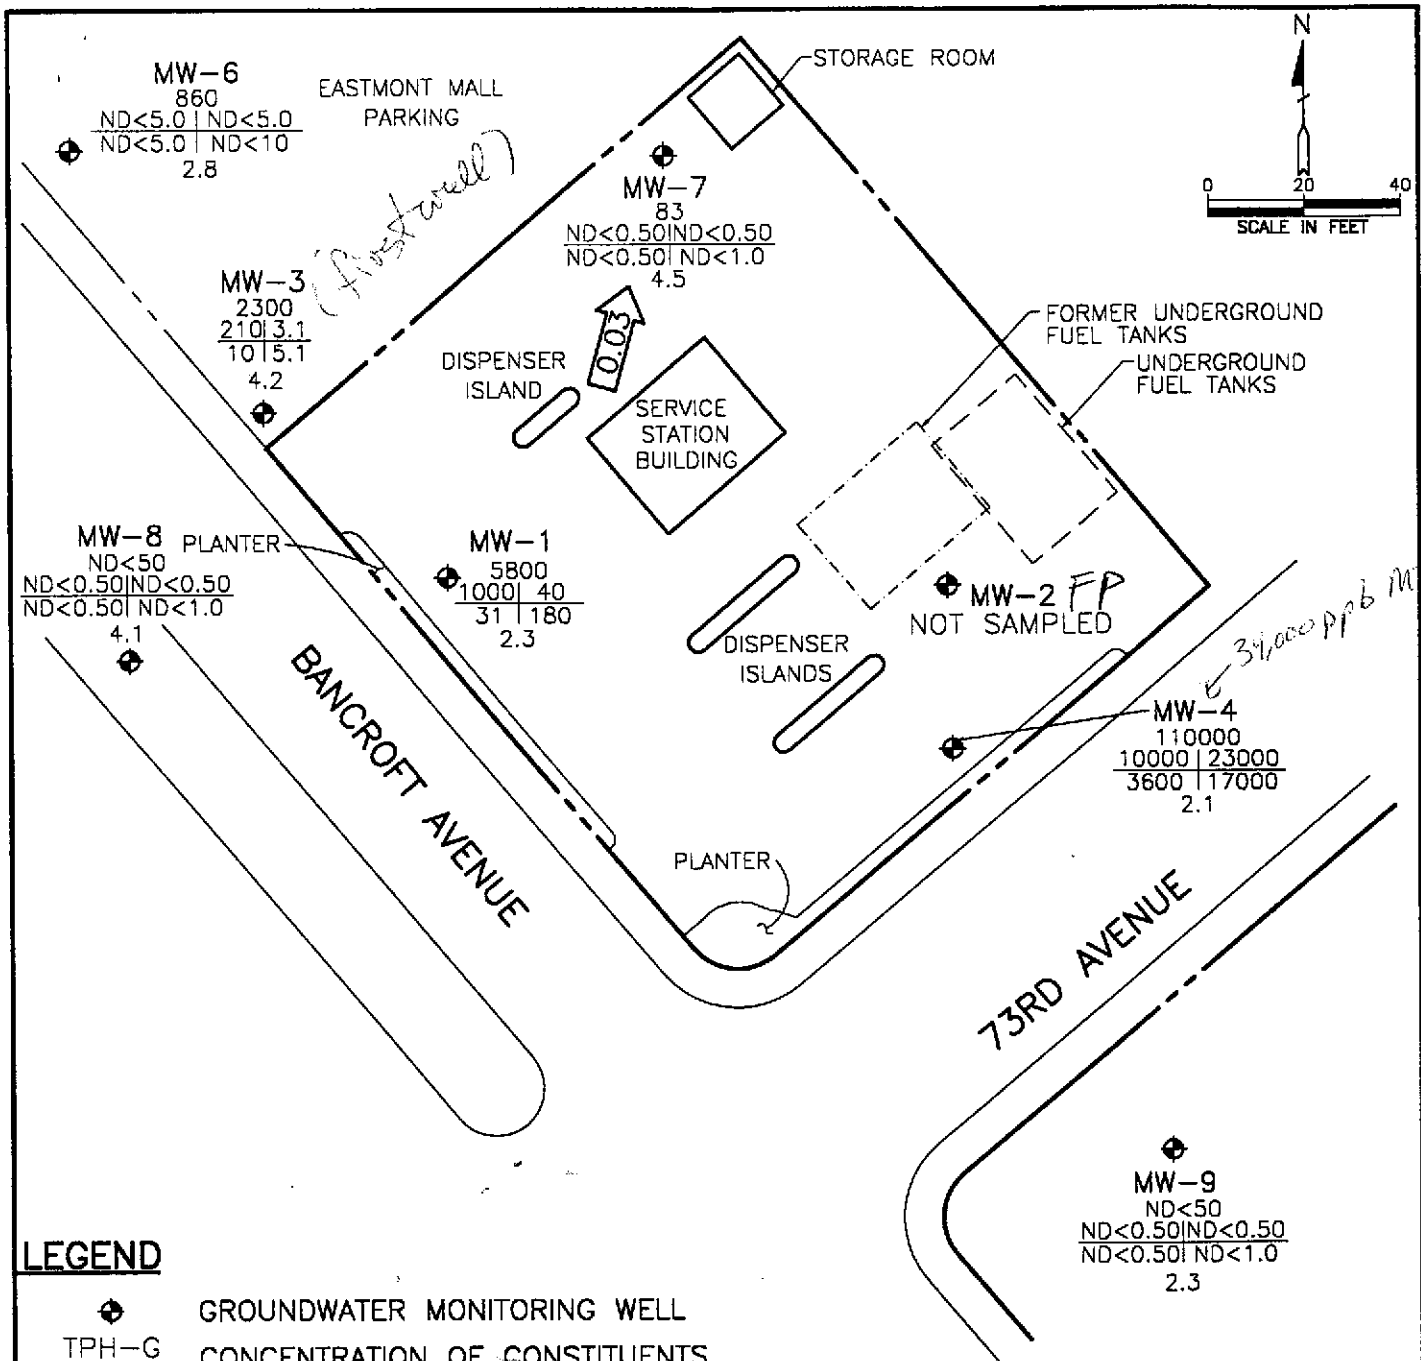 N
STORAGE ROOM
MW-6
860
ND<5.0 | ND<5.0
ND<5.0 | ND<10
2.8
EASTMONT MALL
PARKING
MW-7
83
ND<0.50|ND<0.50
ND<0.50| ND<1.0
4.5
0 20 40
SCALE IN FEET
MW-3
2300
210|3.1
10|5.1
4.2
0.03
FORMER UNDERGROUND
FUEL TANKS
UNDERGROUND
FUEL TANKS
DISPENSER
ISLAND
SERVICE
STATION
BUILDING
MW-8
ND<50
ND<0.50|ND<0.50
ND<0.50| ND<1.0
4.1
PLANTER
MW-1
5800
1000| 40
31 | 180
2.3
MW-2 FP
NOT SAMPLED
DISPENSER
ISLANDS
ppb
MW-4
110000
10000 | 23000
3600 | 17000
2.1
BANCROFT AVENUE
PLANTER
73RD AVENUE
MW-9
ND<50
ND<0.50|ND<0.50
ND<0.50| ND<1.0
2.3
LEGEND
GROUNDWATER MONITORING WELL
TPH-G
CONCENTRATION OF CONSTITUENTS